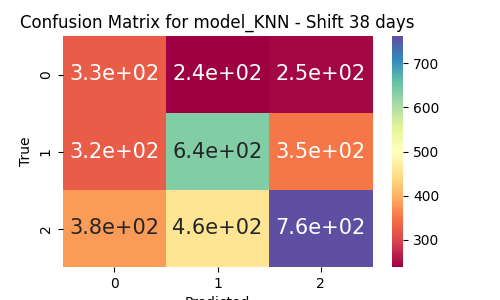 Confusion Matrix for model_KNN - Shift 38 days
0 3.3e+02 2.4e+02 2.5e+02
1 3.2e+02 6.4e+02 3.5e+02
2 3.8e+02 4.6e+02 7.6e+02
0 1 2
True
Predicted
700
600
500
400
300